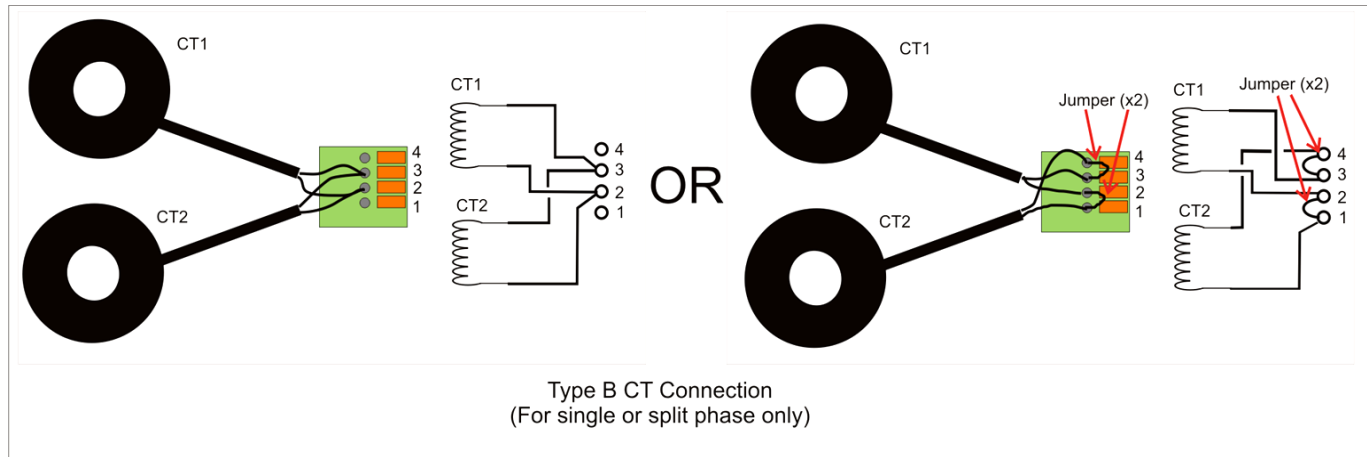 CT1
CT2
4
3
2
1
CT1
CT2
4
3
2
1
OR
CT1
CT2
Jumper (x2)
4
3
2
1
CT1
CT2
Jumper (x2)
4
3
2
1
Type B CT Connection
(For single or split phase only)